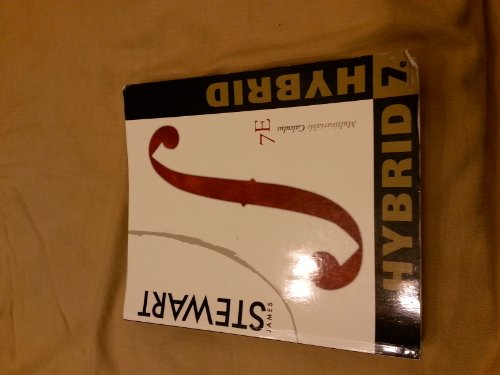 HYBRID 7e
HYBRID
Multivariable Calculus
7E
JAMES
STEWART